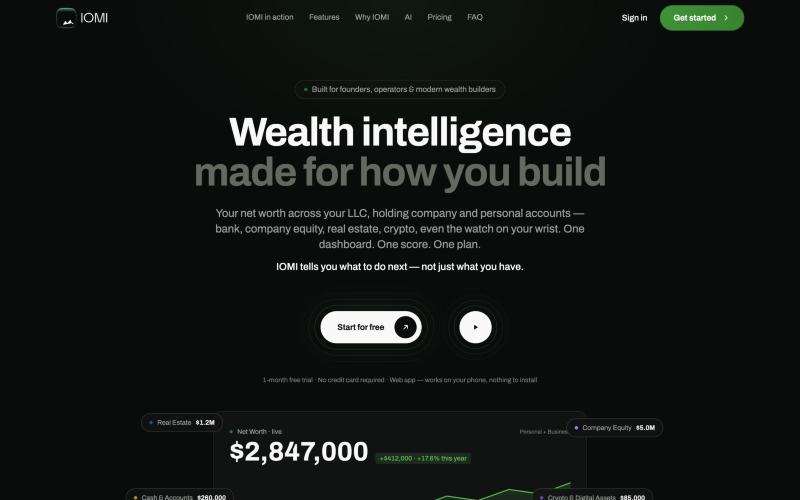 IOMI
IOMI in action
Features
Why IOMI
AI
Pricing
FAQ
Sign in
Get started
Built for founders, operators & modern wealth builders
Wealth intelligence
made for how you build
Your net worth across your LLC, holding company and personal accounts —
bank, company equity, real estate, crypto, even the watch on your wrist. One
dashboard. One score. One plan.
IOMI tells you what to do next — not just what you have.
Start for free
1-month free trial · No credit card required · Web app — works on your phone, nothing to install
Real Estate $1.2M
Net Worth · live
Personal + Busines
Company Equity $5.0M
$2,847,000
+$412,000 · +17.6% this year
Cash & Accounts $260,000
Crypto & Digital Assets $85,000